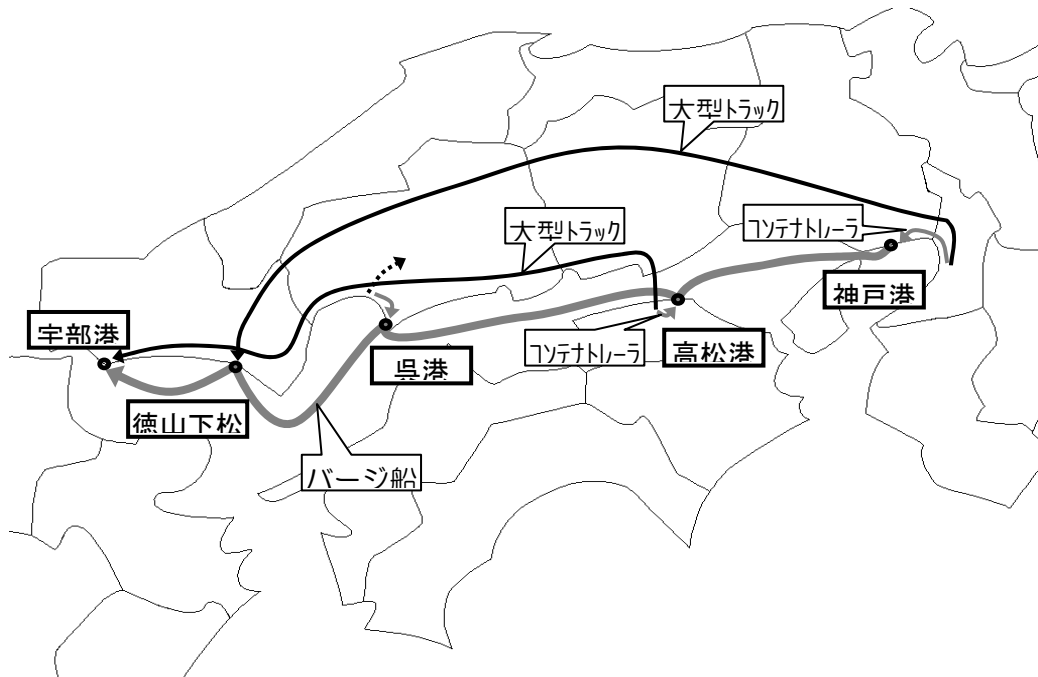 大型トラック
コンテナトレーラ
大型トラック
神戸港
宇部港
コンテナトレーラ
高松港
呉港
徳山下松
バージ船